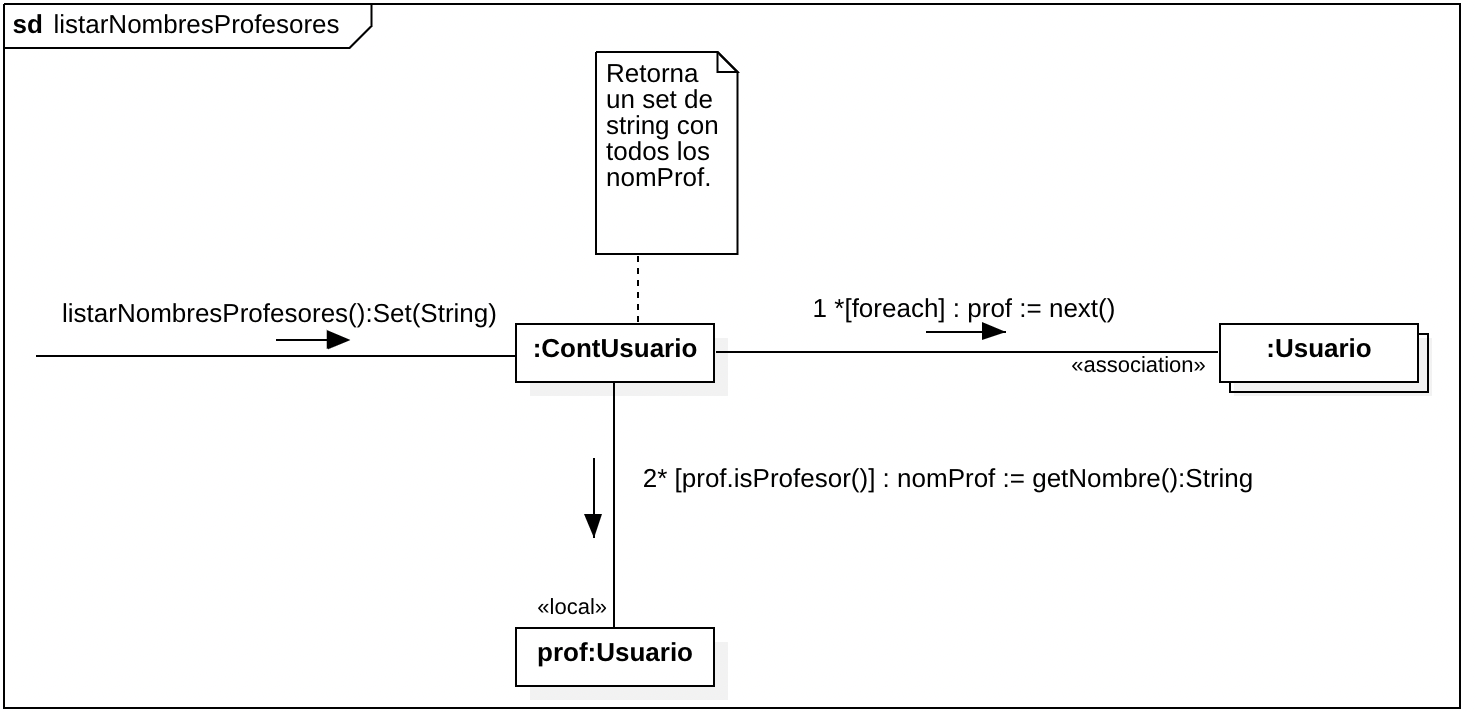 sd listarNombresProfesores
Retorna
un set de
string con
todos los
nomProf.
listarNombresProfesores():Set(String)
1 *[foreach] : prof := next()
:ContUsuario
:Usuario
«association»
2* [prof.isProfesor()] : nomProf := getNombre():String
«local»
prof:Usuario